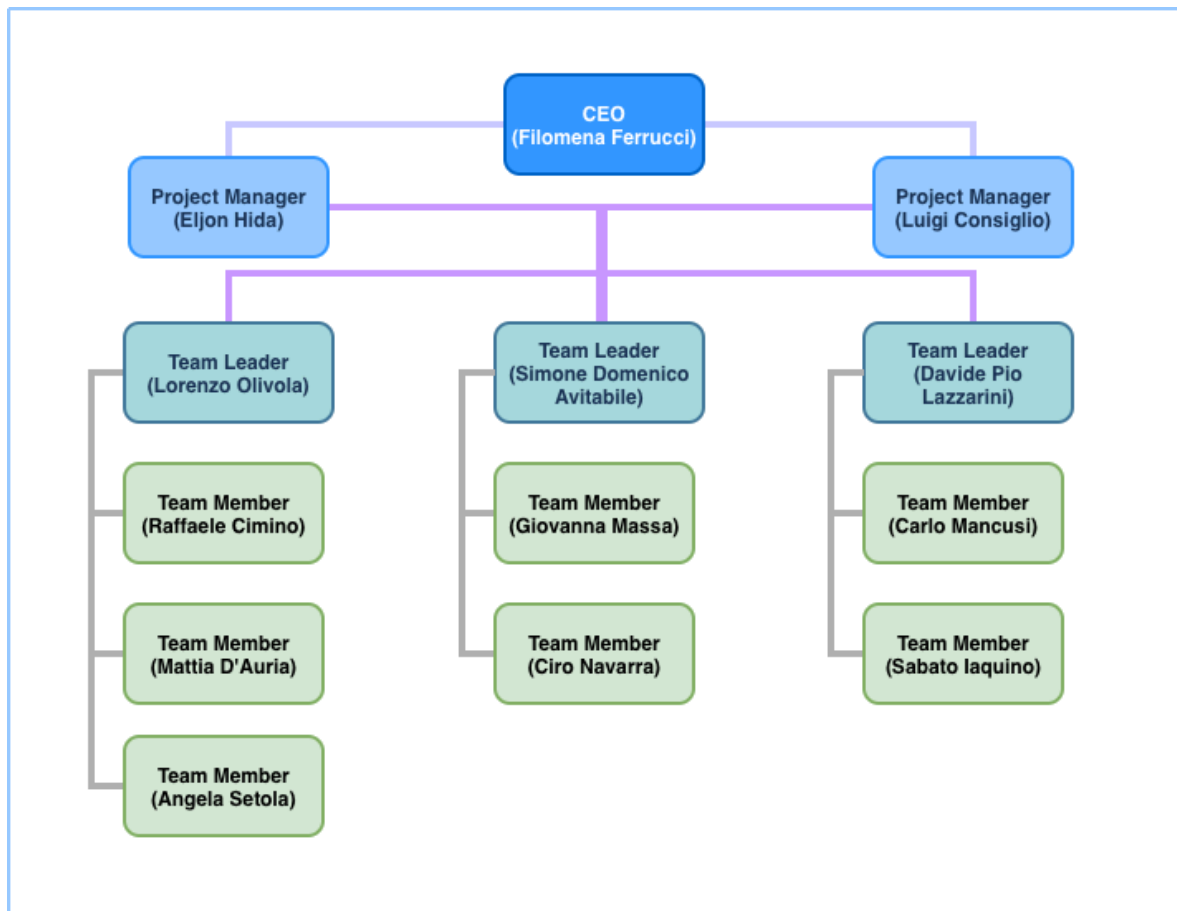 CEO
(Filomena Ferrucci)
Project Manager
(Eljon Hida)
Project Manager
(Luigi Consiglio)
Team Leader
(Lorenzo Olivola)
Team Leader
(Simone Domenico
Avitabile)
Team Leader
(Davide Pio
Lazzarini)
Team Member
(Raffaele Cimino)
Team Member
(Giovanna Massa)
Team Member
(Carlo Mancusi)
Team Member
(Mattia D'Auria)
Team Member
(Ciro Navarra)
Team Member
(Sabato Iaquino)
Team Member
(Angela Setola)